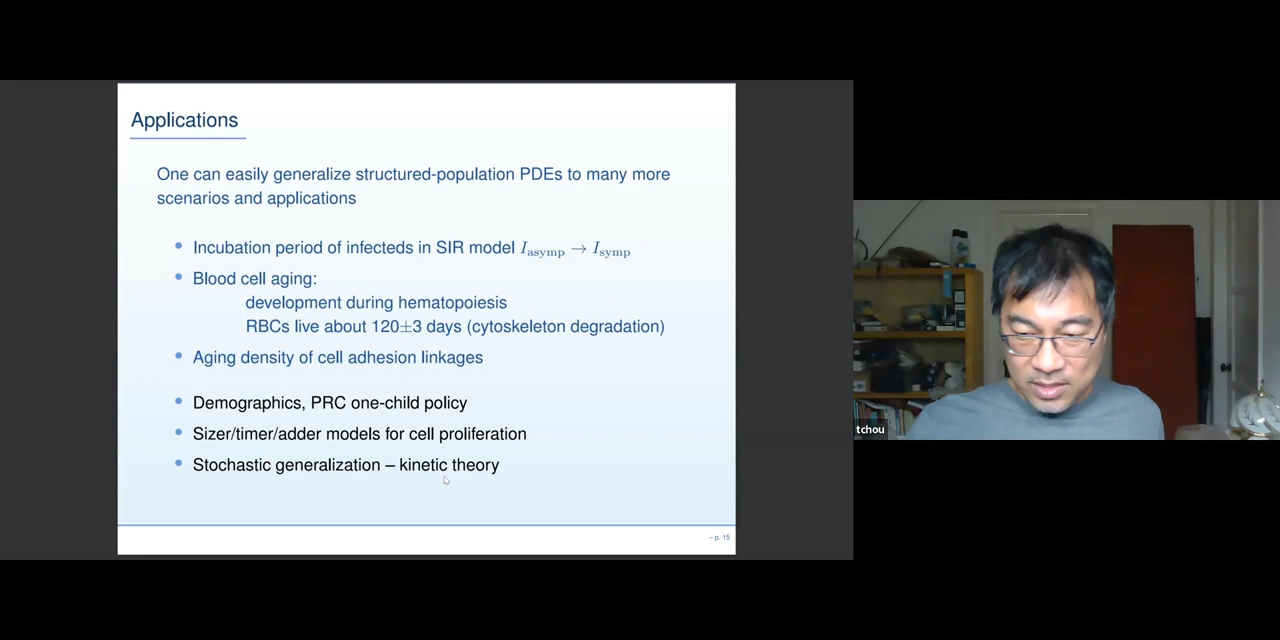 Applications
One can easily generalize structured-population PDEs to many more
scenarios and applications
• Incubation period of infecteds in SIR model I_asymp → I_symp
• Blood cell aging:
development during hematopoiesis
RBCs live about 120±3 days (cytoskeleton degradation)
• Aging density of cell adhesion linkages
• Demographics, PRC one-child policy
• Sizer/timer/adder models for cell proliferation
• Stochastic generalization – kinetic theory
– p. 15
tchou